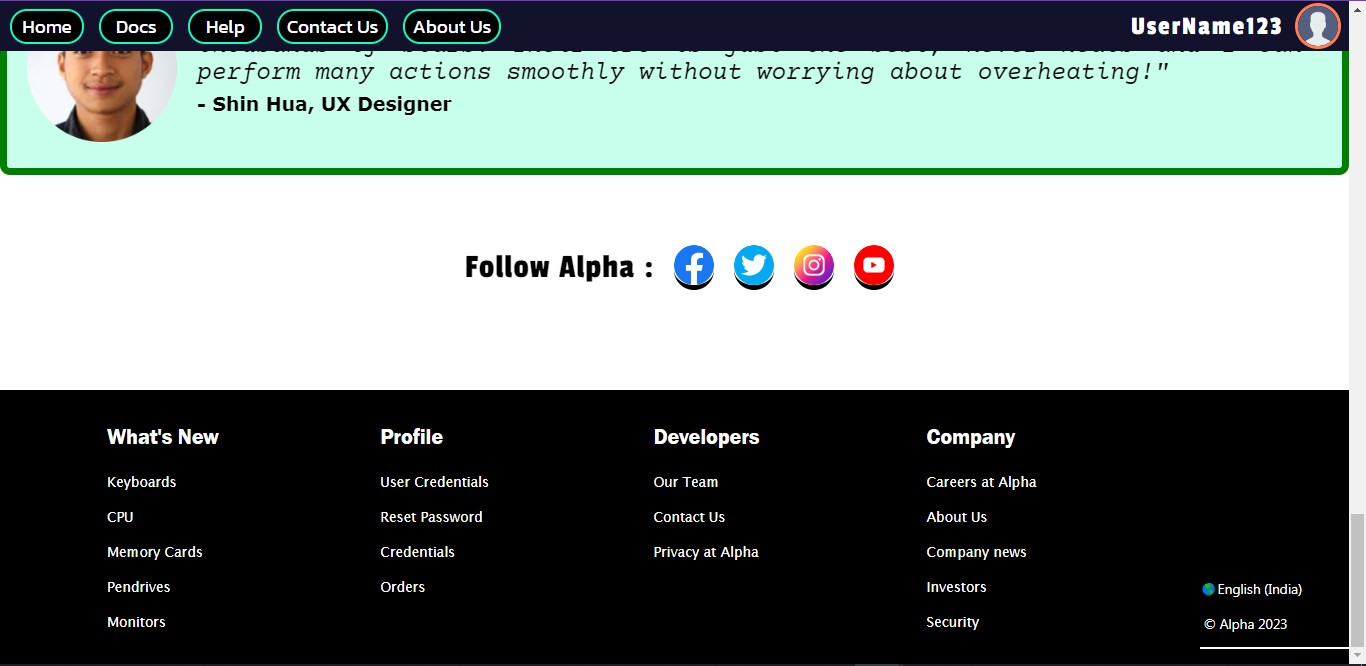 Home Docs Help Contact Us About Us UserName123
perform many actions smoothly without worrying about overheating!"
- Shin Hua, UX Designer
Follow Alpha :
What's New
Keyboards
CPU
Memory Cards
Pendrives
Monitors
Profile
User Credentials
Reset Password
Credentials
Orders
Developers
Our Team
Contact Us
Privacy at Alpha
Company
Careers at Alpha
About Us
Company news
Investors
Security
English (India)
© Alpha 2023